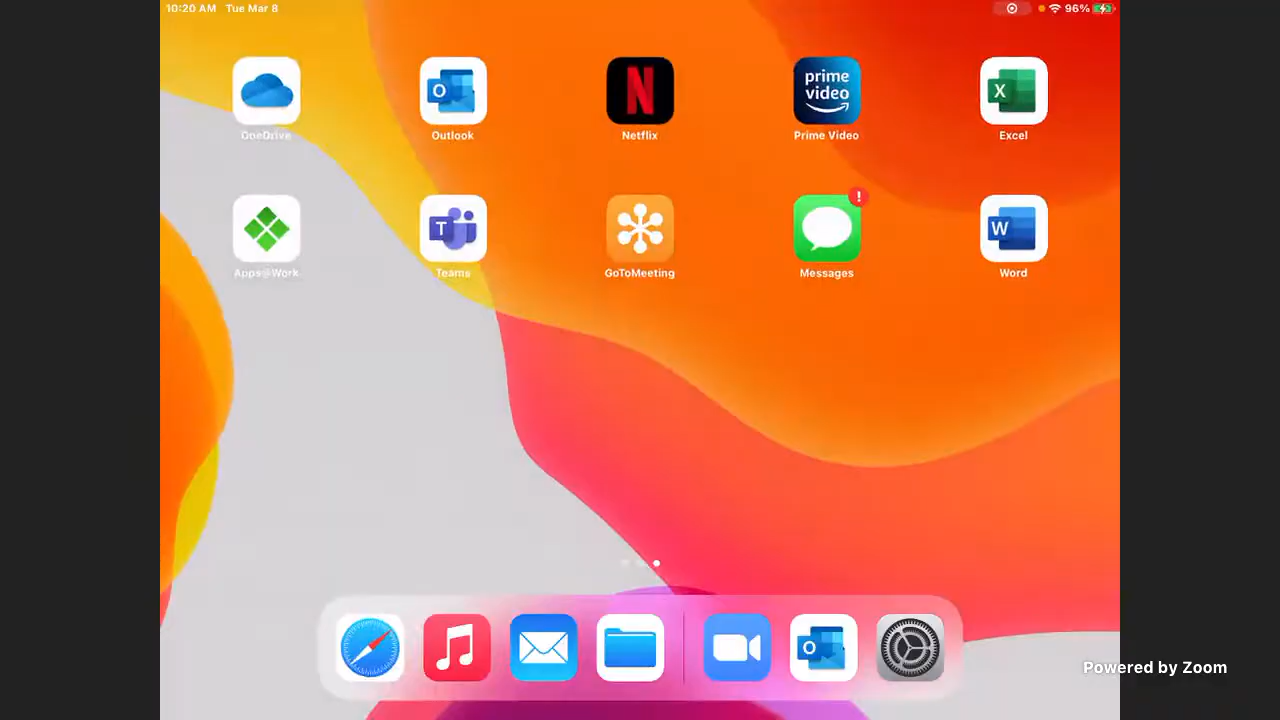 10:20 AM Tue Mar 8 96%
prime
video
OneDrive Outlook Netflix Prime Video Excel
Apps@Work Teams GoToMeeting Messages Word
Powered by Zoom